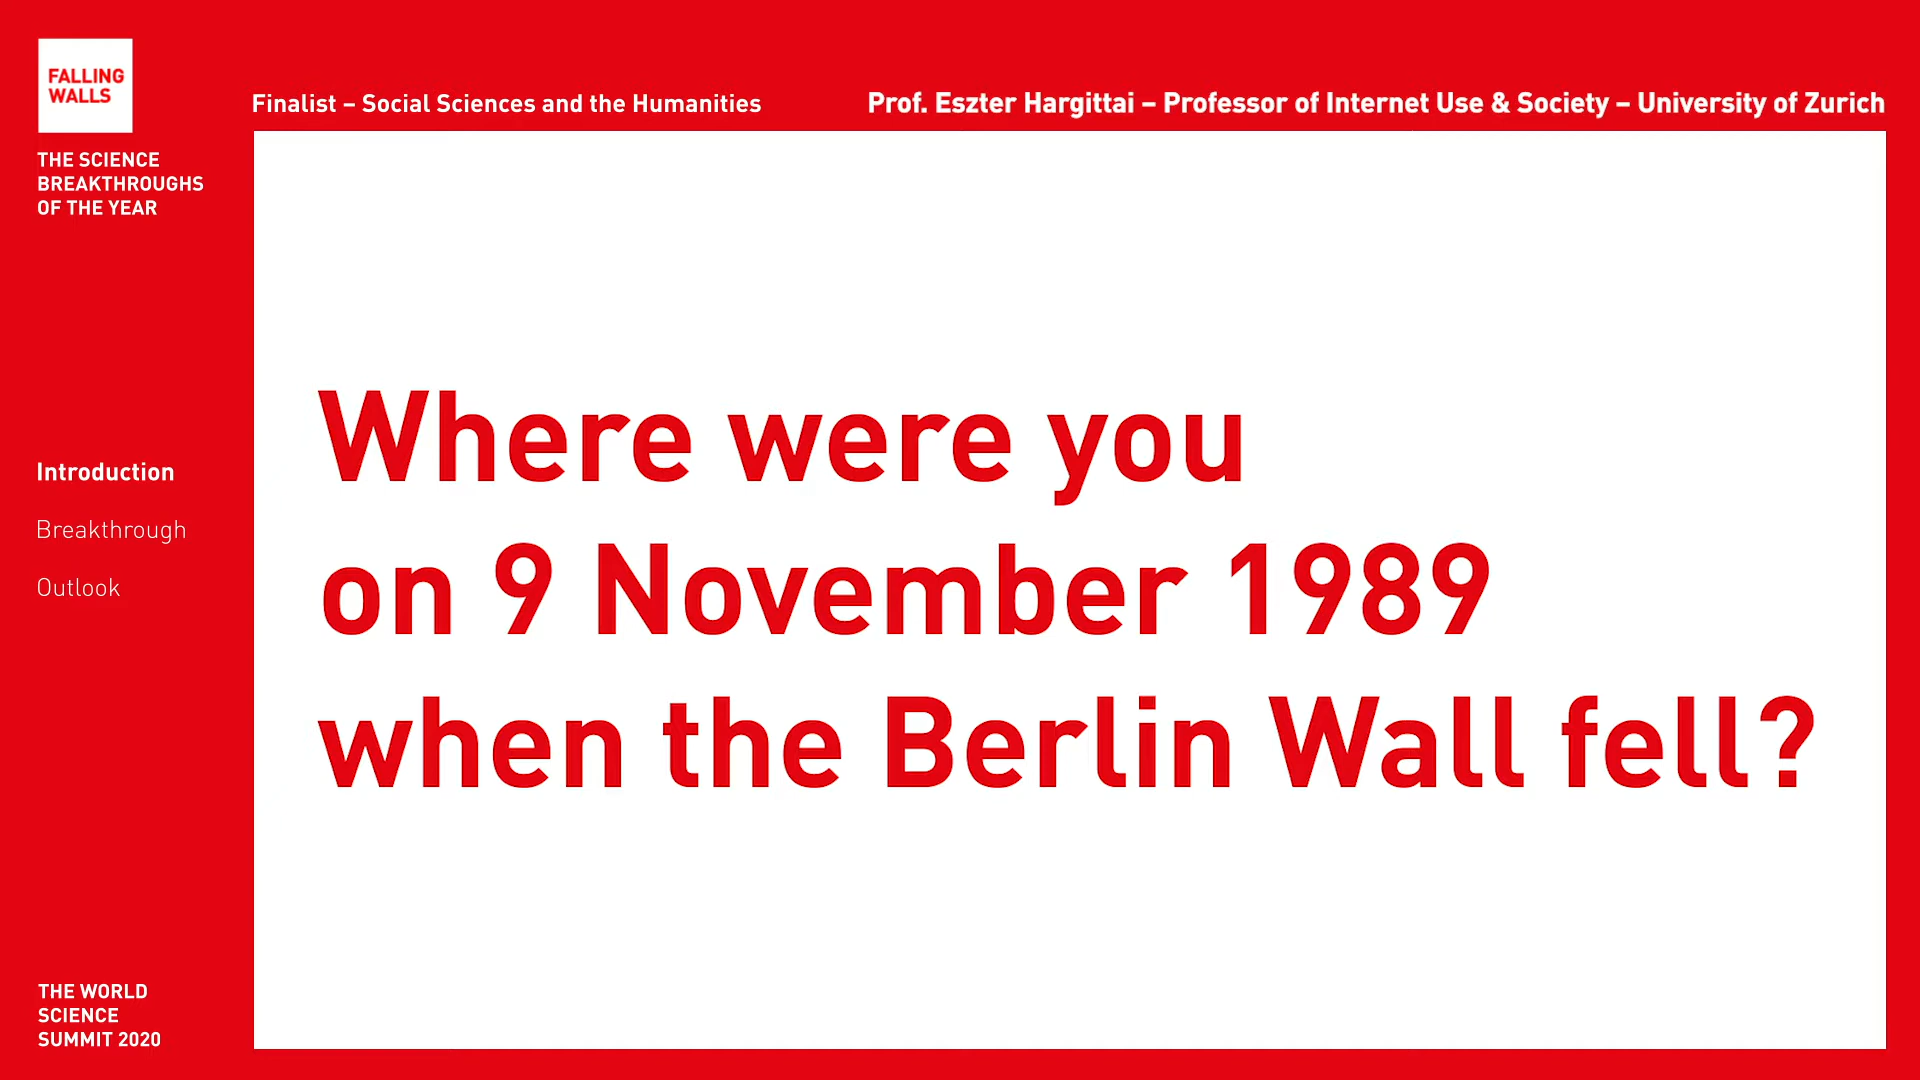 FALLING
WALLS
THE SCIENCE
BREAKTHROUGHS
OF THE YEAR
Finalist – Social Sciences and the Humanities
Prof. Eszter Hargittai – Professor of Internet Use & Society – University of Zurich
Introduction
Breakthrough
Outlook
Where were you
on 9 November 1989
when the Berlin Wall fell?
THE WORLD
SCIENCE
SUMMIT 2020